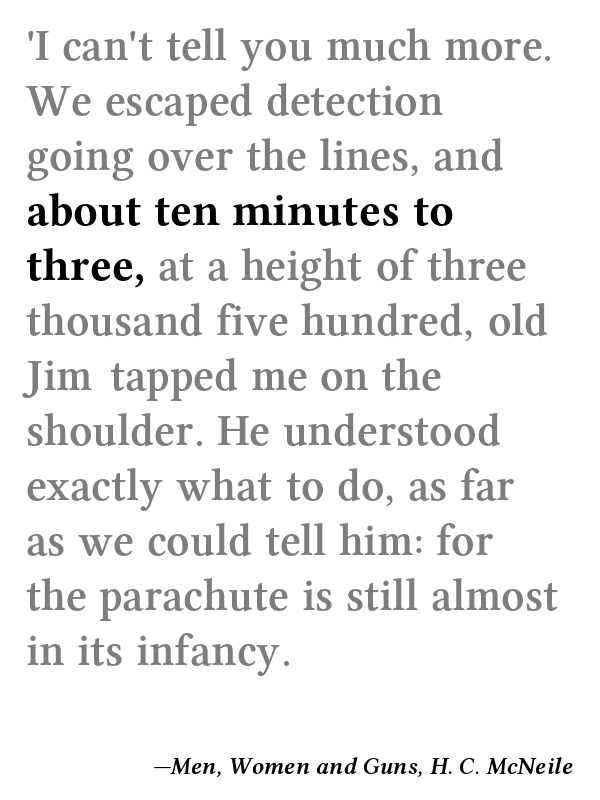 'I can't tell you much more.
We escaped detection
going over the lines, and
about ten minutes to
three, at a height of three
thousand five hundred, old
Jim tapped me on the
shoulder. He understood
exactly what to do, as far
as we could tell him: for
the parachute is still almost
in its infancy.
—Men, Women and Guns, H. C. McNeile